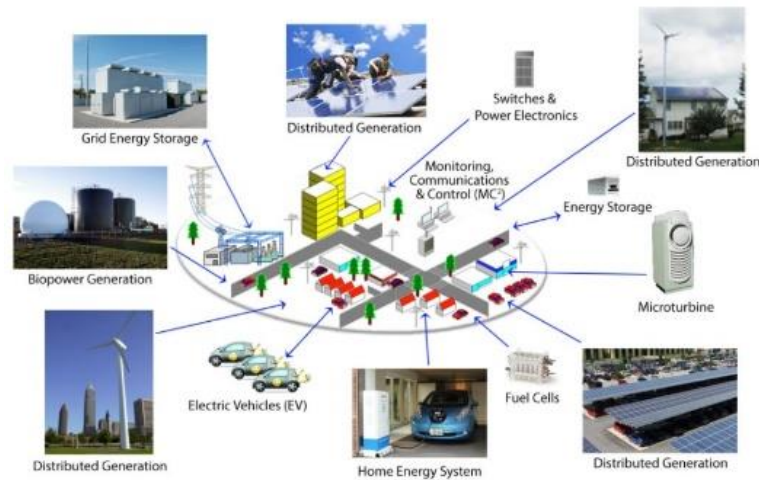 Grid Energy Storage
Distributed Generation
Switches &
Power Electronics
Distributed Generation
Monitoring,
Communications
& Control (MC²)
Energy Storage
Biopower Generation
Microturbine
Electric Vehicles (EV)
Fuel Cells
Distributed Generation
Home Energy System
Distributed Generation